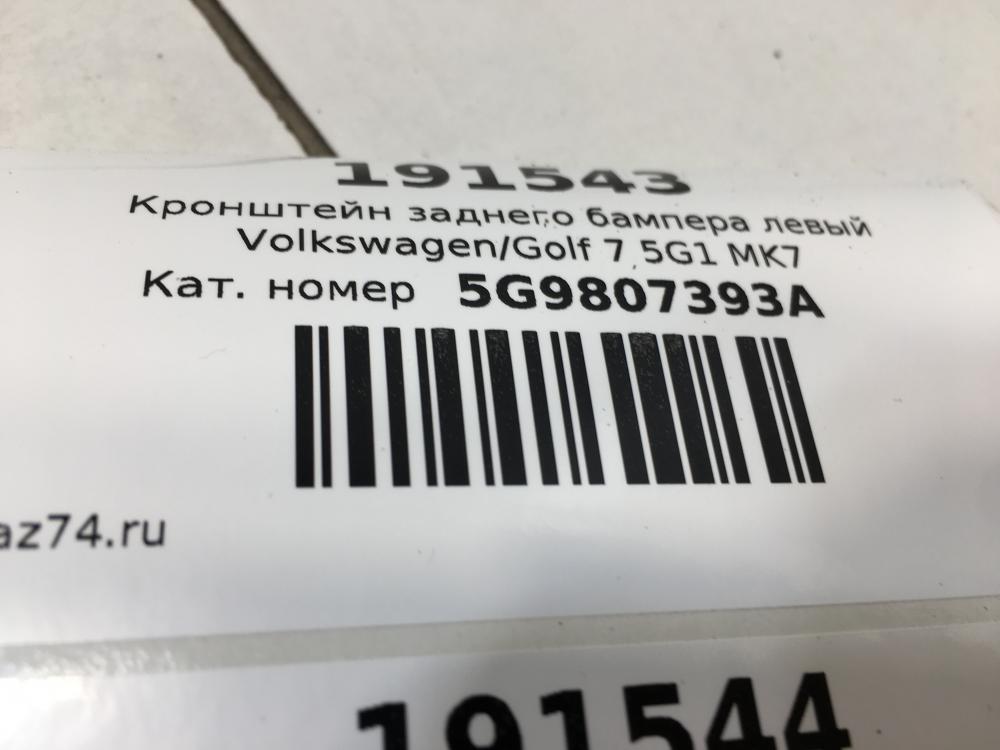 191543
Кронштейн заднего бампера левый
Volkswagen/Golf 7 5G1 MK7
Кат. номер 5G9807393A
az74.ru
191544